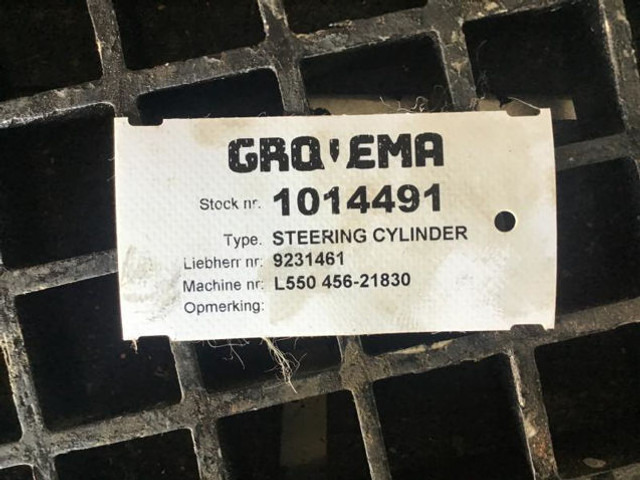 GROVEMA
Stock nr. 1014491
Type. STEERING CYLINDER
Liebherr nr: 9231461
Machine nr: L550 456-21830
Opmerking: